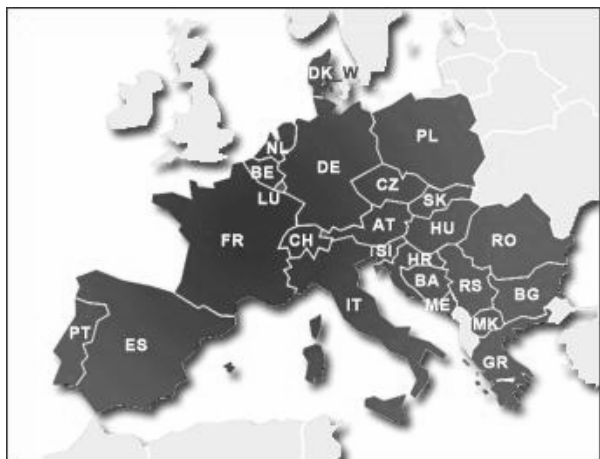 DK_W
PL
NL
DE
BE
CZ
LU
SK
AT
HU
FR
CH
RO
SI
HR
BA
RS
ME
BG
IT
MK
PT
ES
GR